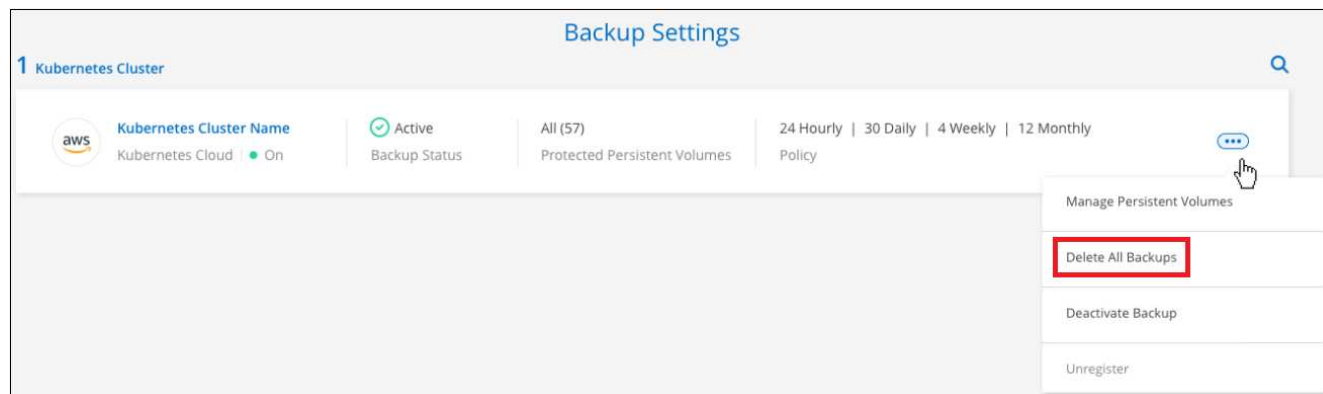 Backup Settings
1 Kubernetes Cluster
aws
Kubernetes Cluster Name
Kubernetes Cloud
On
Active
Backup Status
All (57)
Protected Persistent Volumes
24 Hourly | 30 Daily | 4 Weekly | 12 Monthly
Policy
Manage Persistent Volumes
Delete All Backups
Deactivate Backup
Unregister